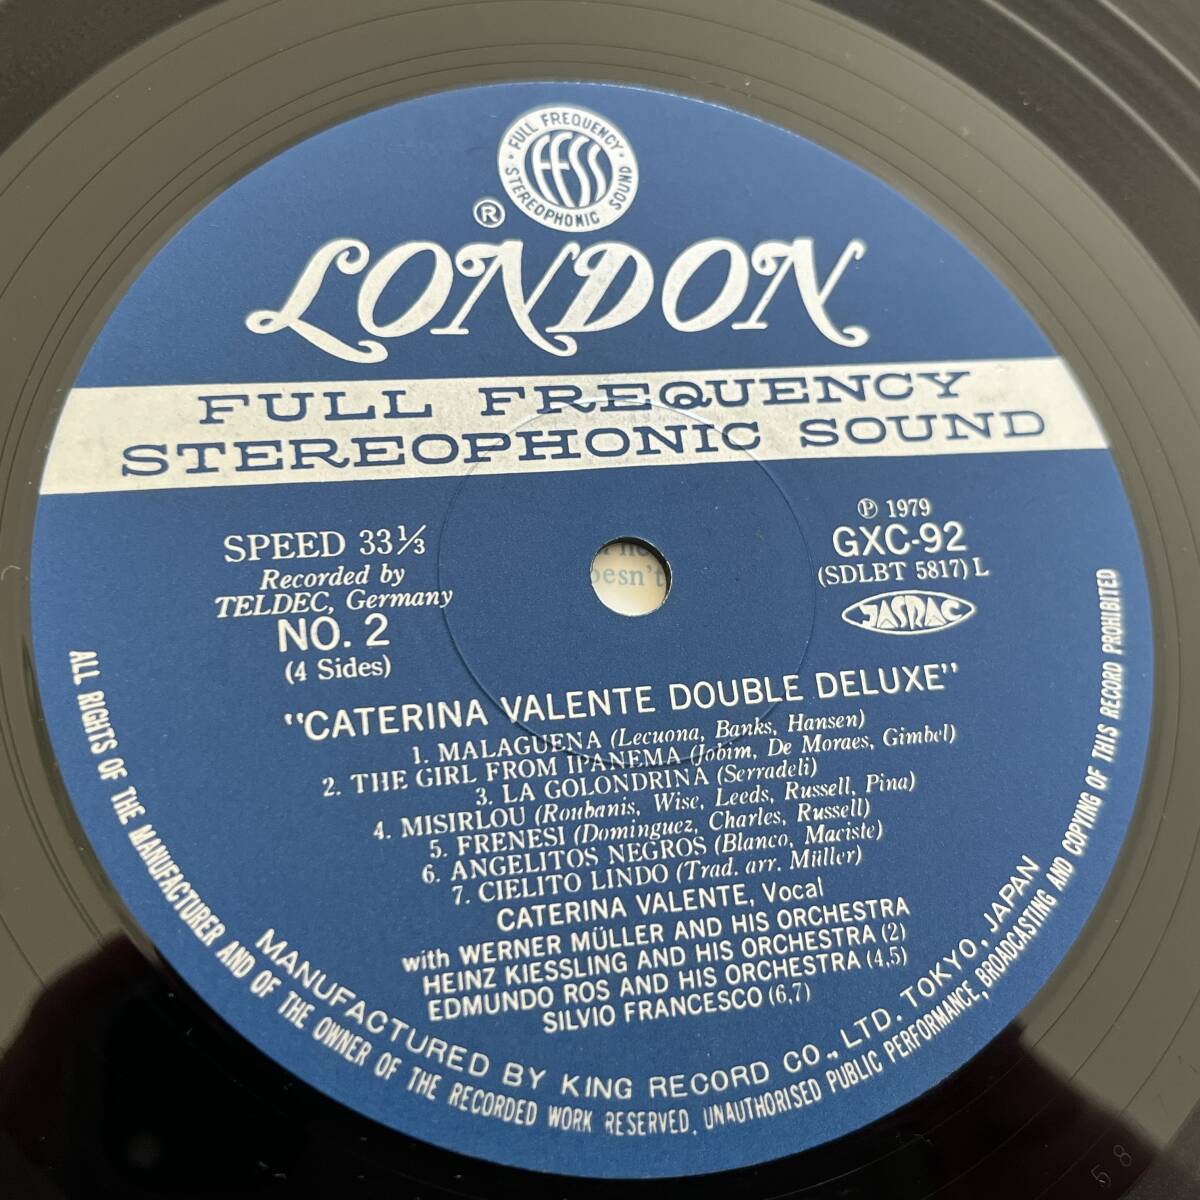 FULL FREQUENCY
STEREOPHONIC SOUND
FFSS
®
LONDON
FULL FREQUENCY
STEREOPHONIC SOUND
SPEED 33⅓
Recorded by
TELDEC, Germany
NO. 2
(4 Sides)
℗ 1979
GXC-92
(SDLBT 5817) L
JASRAC
oesn't
"CATERINA VALENTE DOUBLE DELUXE"
1. MALAGUENA (Lecuona, Banks, Hansen)
2. THE GIRL FROM IPANEMA (Jobim, De Moraes, Gimbel)
3. LA GOLONDRINA (Serradeli)
4. MISIRLOU (Roubanis, Wise, Leeds, Russell, Pina)
5. FRENESI (Dominguez, Charles, Russell)
6. ANGELITOS NEGROS (Blanco, Maciste)
7. CIELITO LINDO (Trad. arr. Müller)
CATERINA VALENTE, Vocal
with WERNER MÜLLER AND HIS ORCHESTRA
HEINZ KIESSLING AND HIS ORCHESTRA (2)
EDMUNDO ROS AND HIS ORCHESTRA (4,5)
SILVIO FRANCESCO (6,7)
MANUFACTURED BY KING RECORD CO., LTD. TOKYO, JAPAN
ALL RIGHTS OF THE MANUFACTURER AND OF THE OWNER OF THE RECORDED WORK RESERVED, UNAUTHORISED PUBLIC PERFORMANCE, BROADCASTING AND COPYING OF THIS RECORD PROHIBITED
58